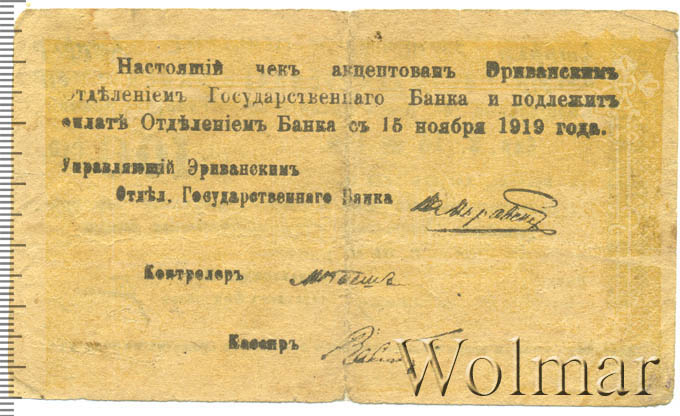 Настоящій чекъ акцептованъ Эриванскимъ
Отдѣленіемъ Государственнаго Банка и подлежитъ
оплатѣ Отдѣленіемъ Банка съ 15 ноября 1919 года.
Управляющій Эриванскимъ
Отдѣл. Государственнаго Банка
Контролеръ
Кассиръ
Wolmar